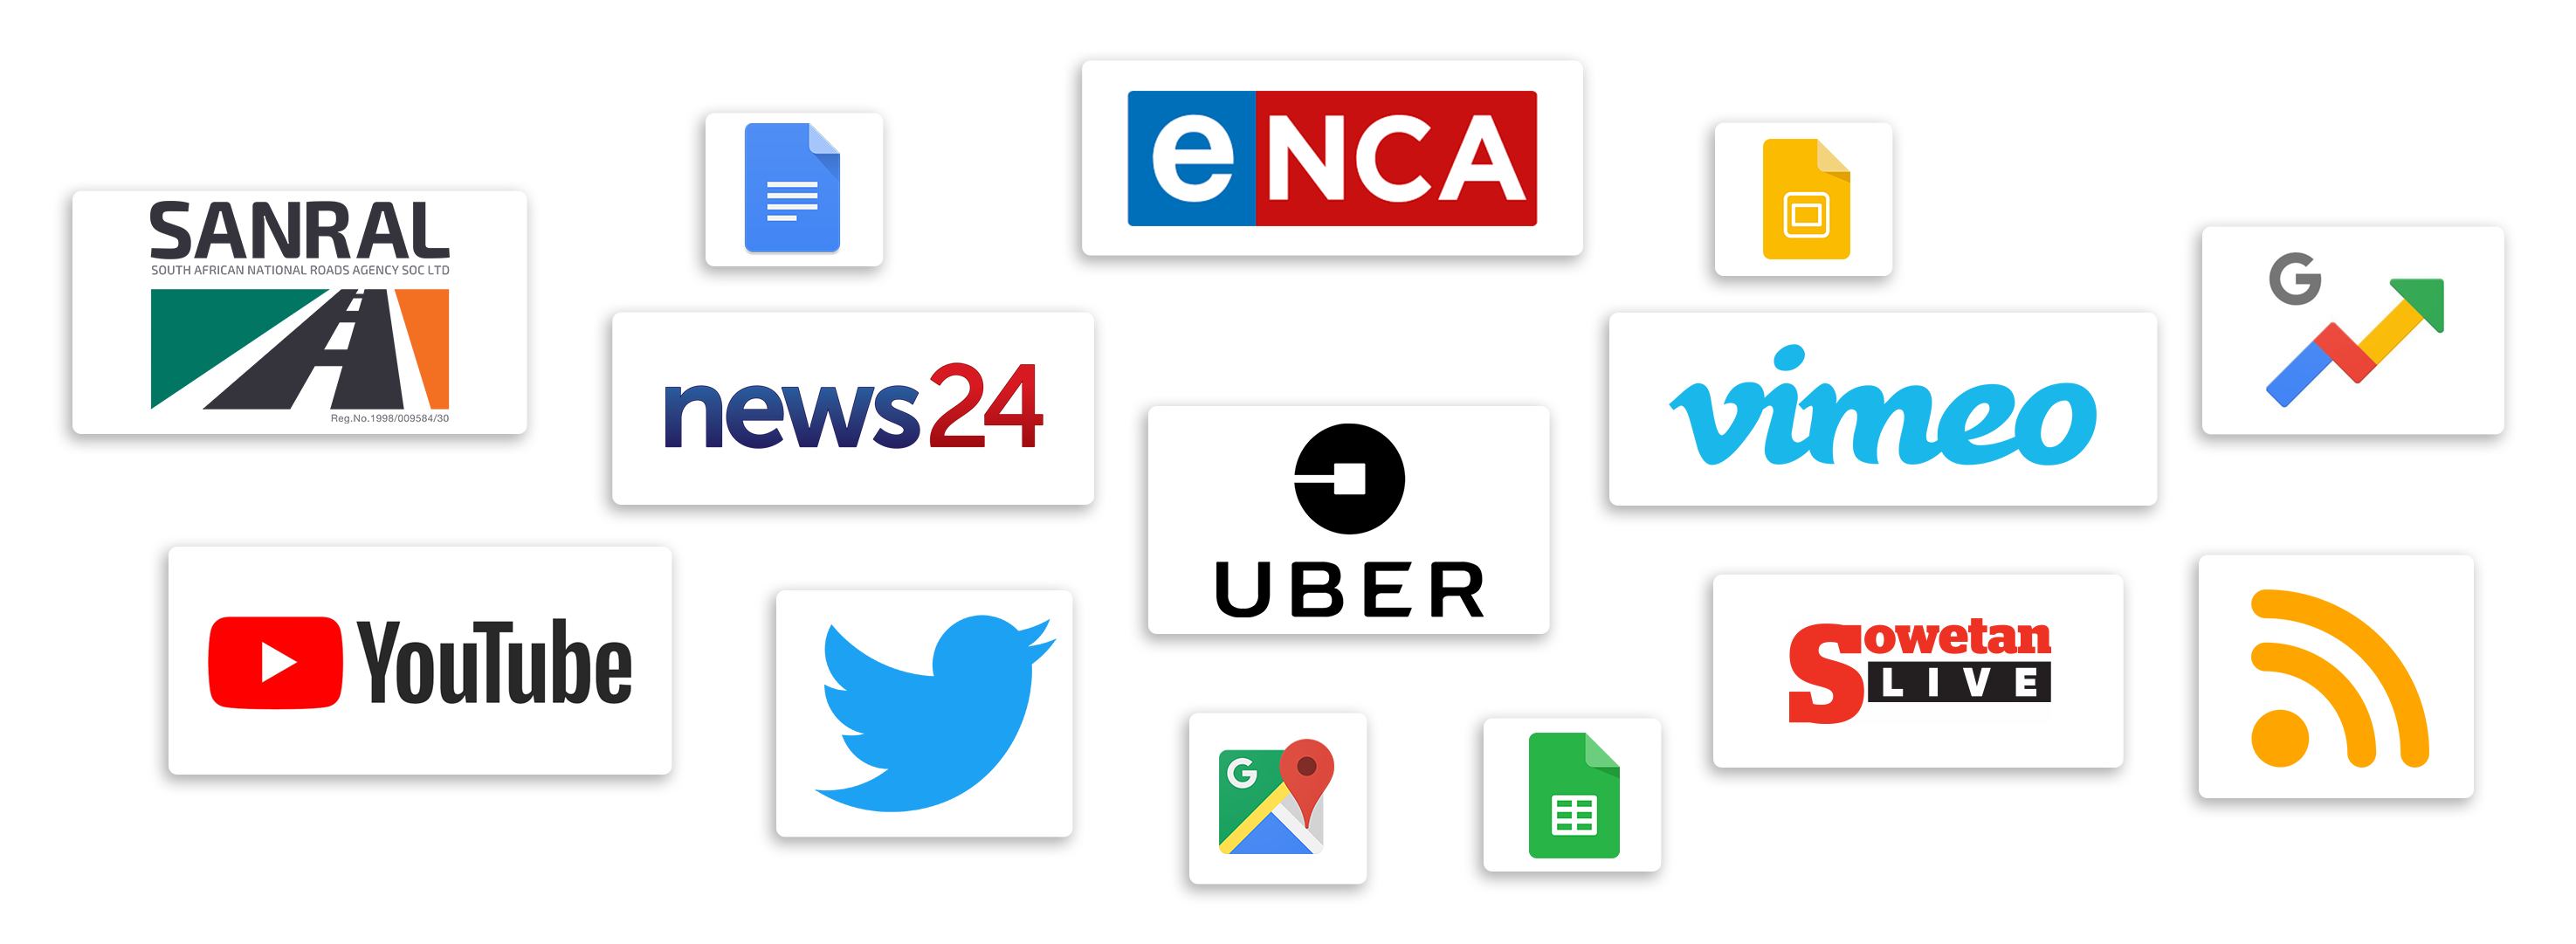 SANRAL
SOUTH AFRICAN NATIONAL ROADS AGENCY SOC LTD
Reg.No.1998/009584/30
eNCA
G
news24
vimeo
UBER
YouTube
Sowetan
LIVE
G